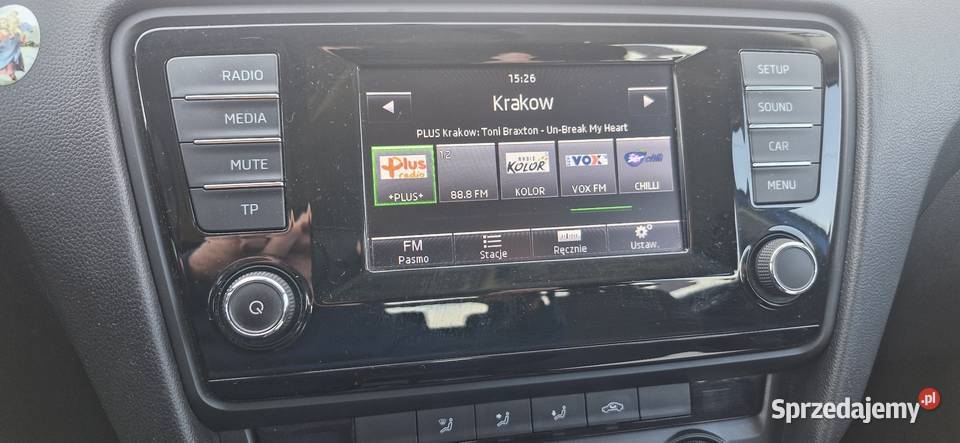 RADIO
MEDIA
MUTE
TP
15:26
Krakow
PLUS Krakow: Toni Braxton - Un-Break My Heart
Plus
radio
+PLUS+
12
88.8 FM
RADIO
KOLOR
KOLOR
VOX
VOX FM
chilli
CHILLI
FM
Pasmo
Stacje
Ręcznie
Ustaw.
SETUP
SOUND
CAR
MENU
Sprzedajemy.pl